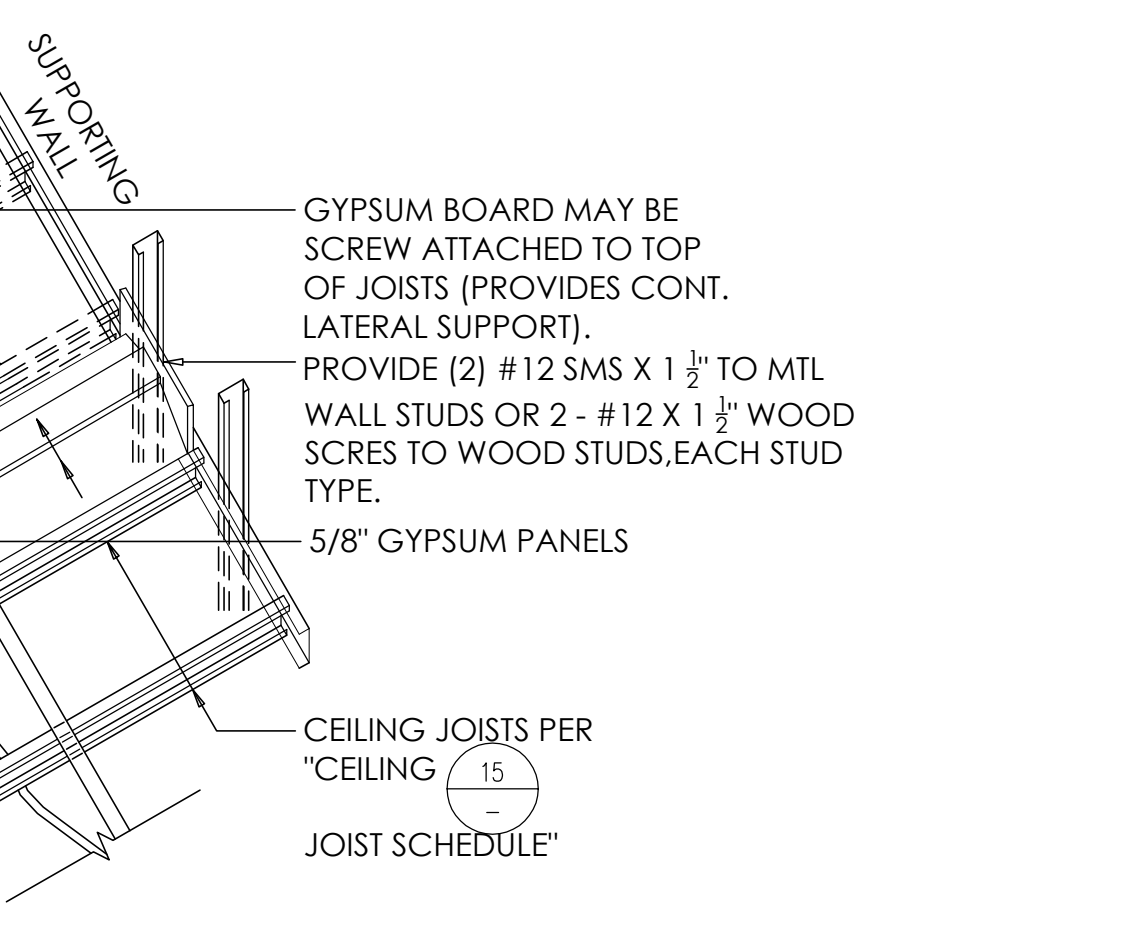 SUPPORTING
WALL
GYPSUM BOARD MAY BE
SCREW ATTACHED TO TOP
OF JOISTS (PROVIDES CONT.
LATERAL SUPPORT).
PROVIDE (2) #12 SMS X 1 1/2" TO MTL
WALL STUDS OR 2 - #12 X 1 1/2" WOOD
SCRES TO WOOD STUDS,EACH STUD
TYPE.
5/8" GYPSUM PANELS
CEILING JOISTS PER
"CEILING
15
-
JOIST SCHEDULE"